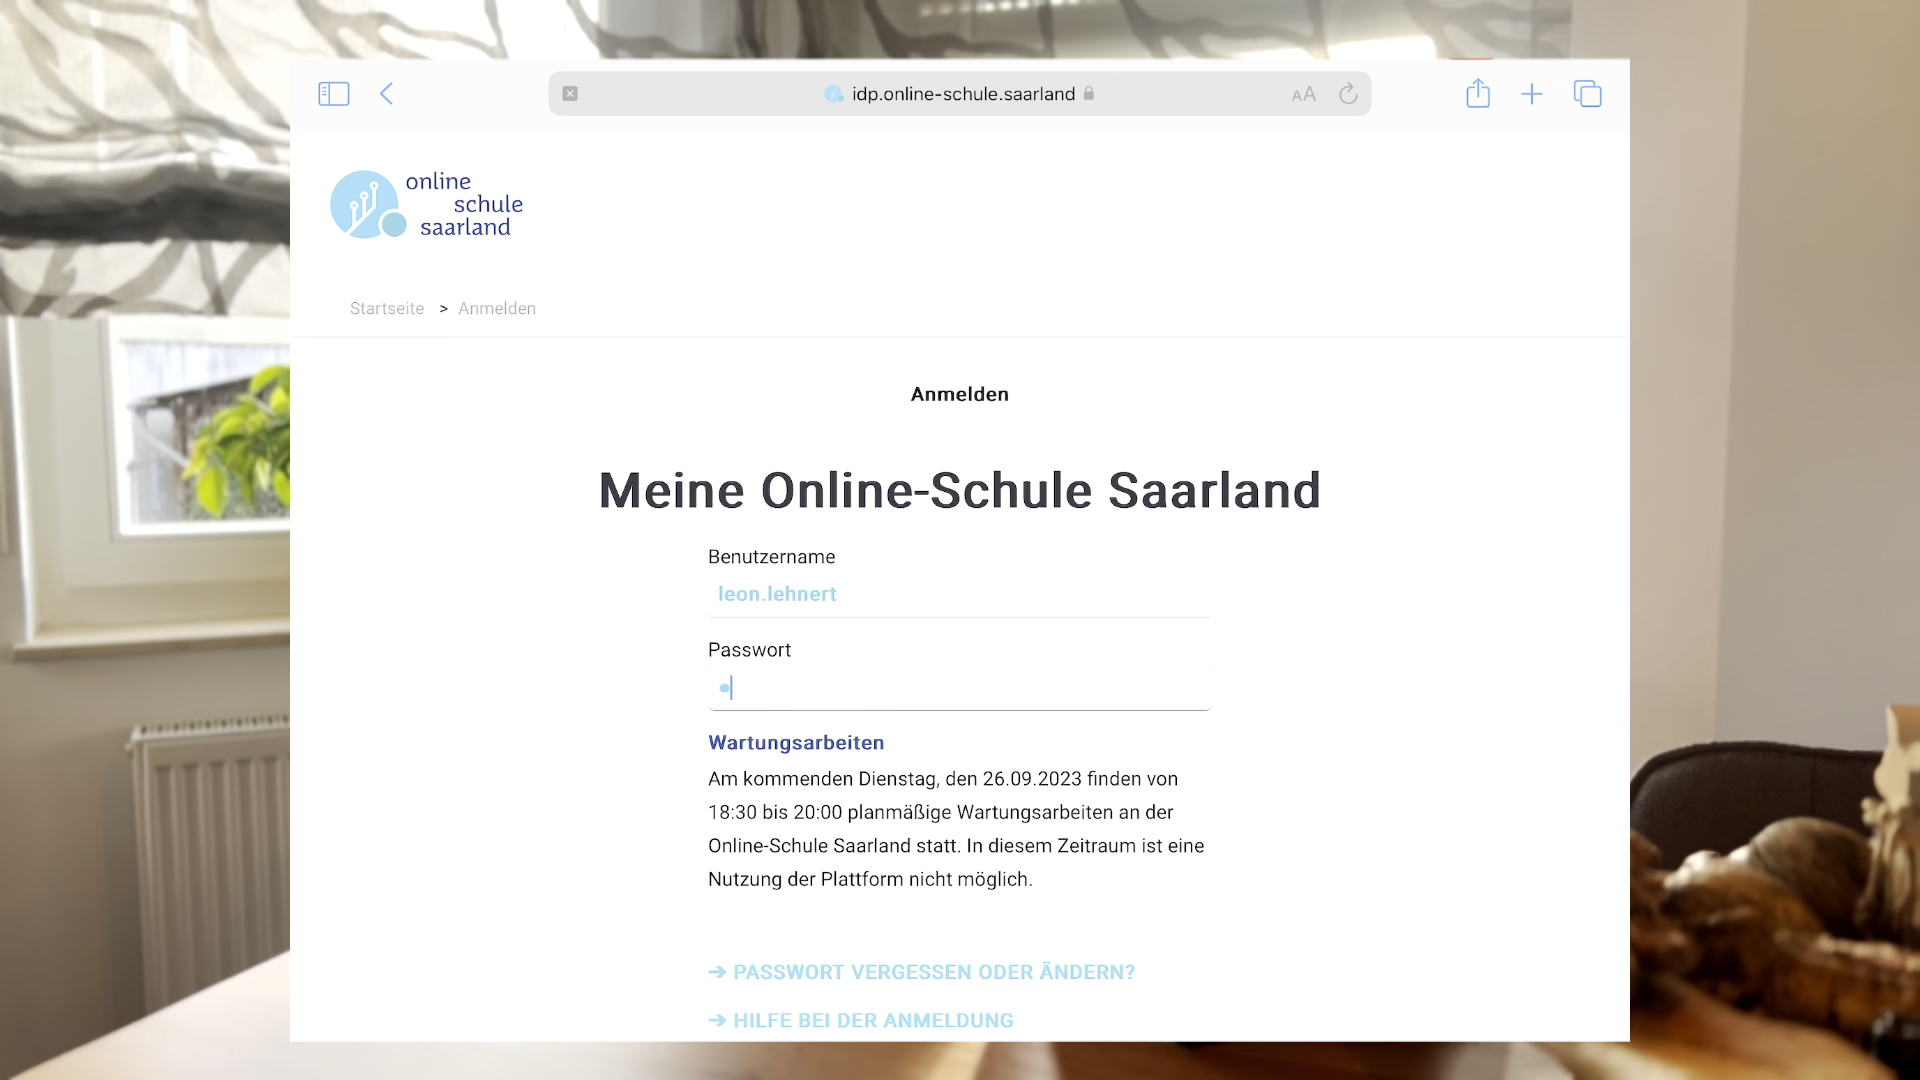 idp.online-schule.saarland
AA
online
schule
saarland
Startseite > Anmelden
Anmelden
Meine Online-Schule Saarland
Benutzername
leon.lehnert
Passwort
Wartungsarbeiten
Am kommenden Dienstag, den 26.09.2023 finden von
18:30 bis 20:00 planmäßige Wartungsarbeiten an der
Online-Schule Saarland statt. In diesem Zeitraum ist eine
Nutzung der Plattform nicht möglich.
→ PASSWORT VERGESSEN ODER ÄNDERN?
→ HILFE BEI DER ANMELDUNG